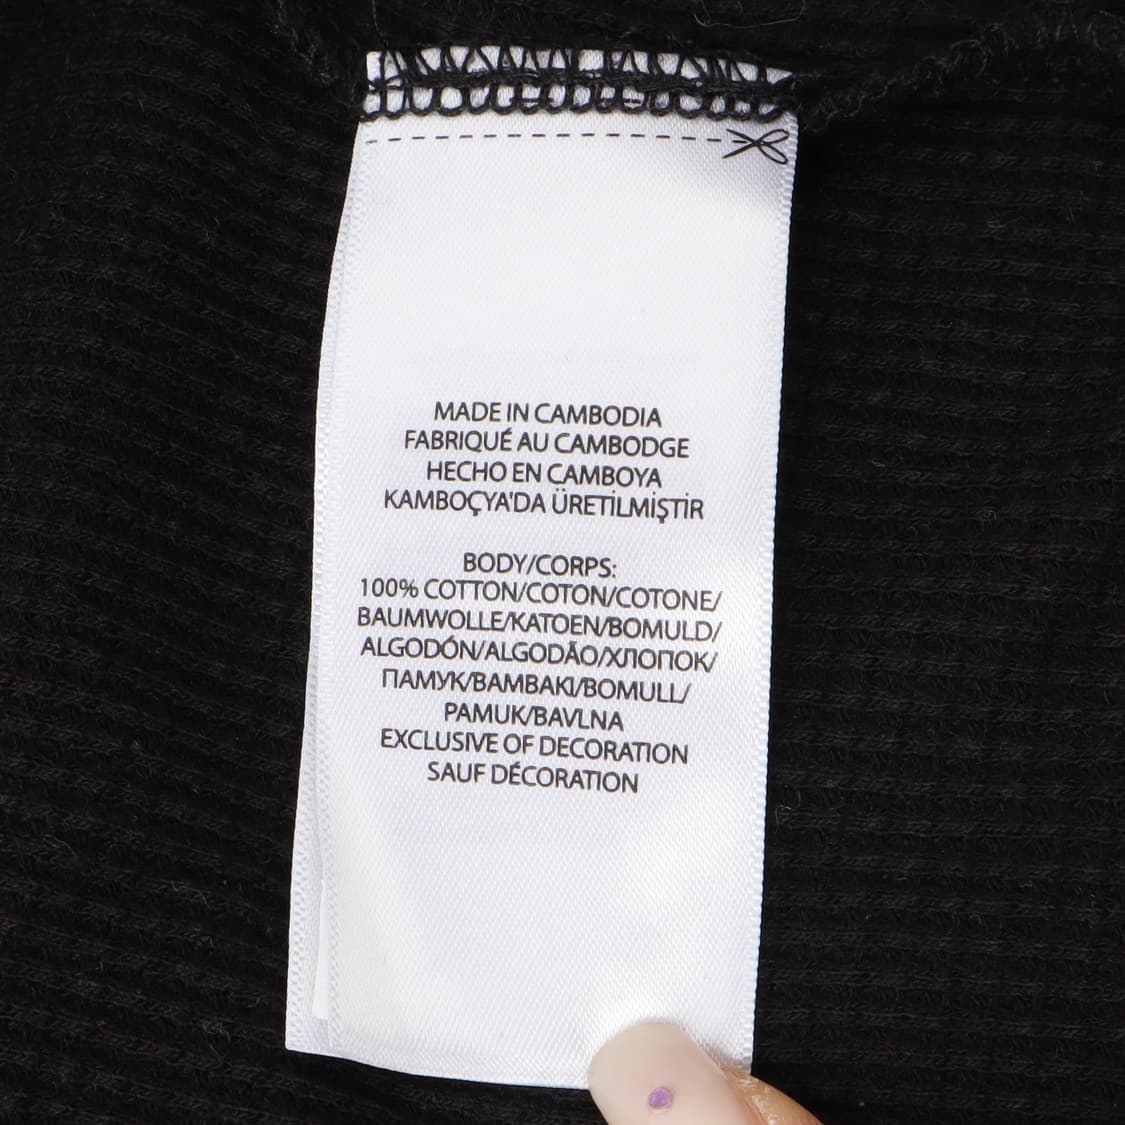 MADE IN CAMBODIA
FABRIQUÉ AU CAMBODGE
HECHO EN CAMBOYA
KAMBOÇYA'DA ÜRETİLMİŞTİR
BODY/CORPS:
100% COTTON/COTON/COTONE/
BAUMWOLLE/KATOEN/BOMULD/
ALGODÓN/ALGODÃO/ХЛОПОК/
ПАМУК/BAMBAKI/BOMULL/
PAMUK/BAVLNA
EXCLUSIVE OF DECORATION
SAUF DÉCORATION